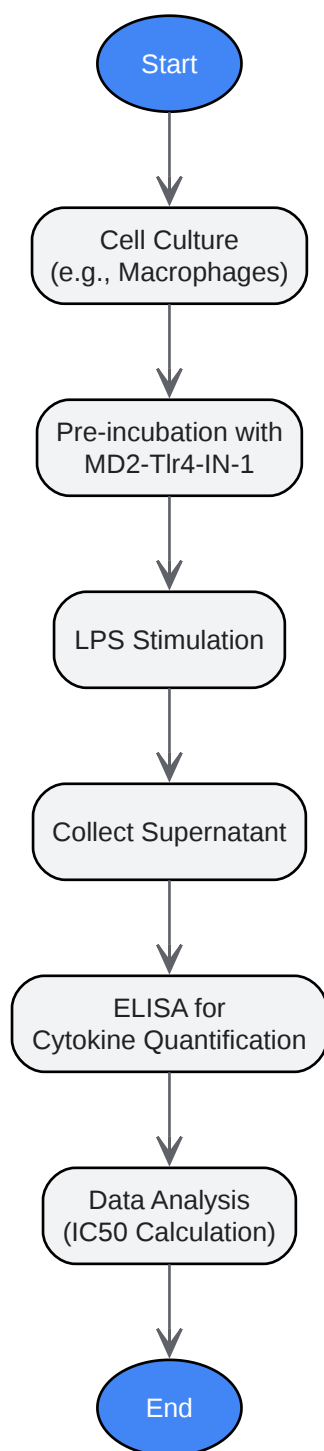 Start
Cell Culture
(e.g., Macrophages)
Pre-incubation with
MD2-Tlr4-IN-1
LPS Stimulation
Collect Supernatant
ELISA for
Cytokine Quantification
Data Analysis
(IC50 Calculation)
End